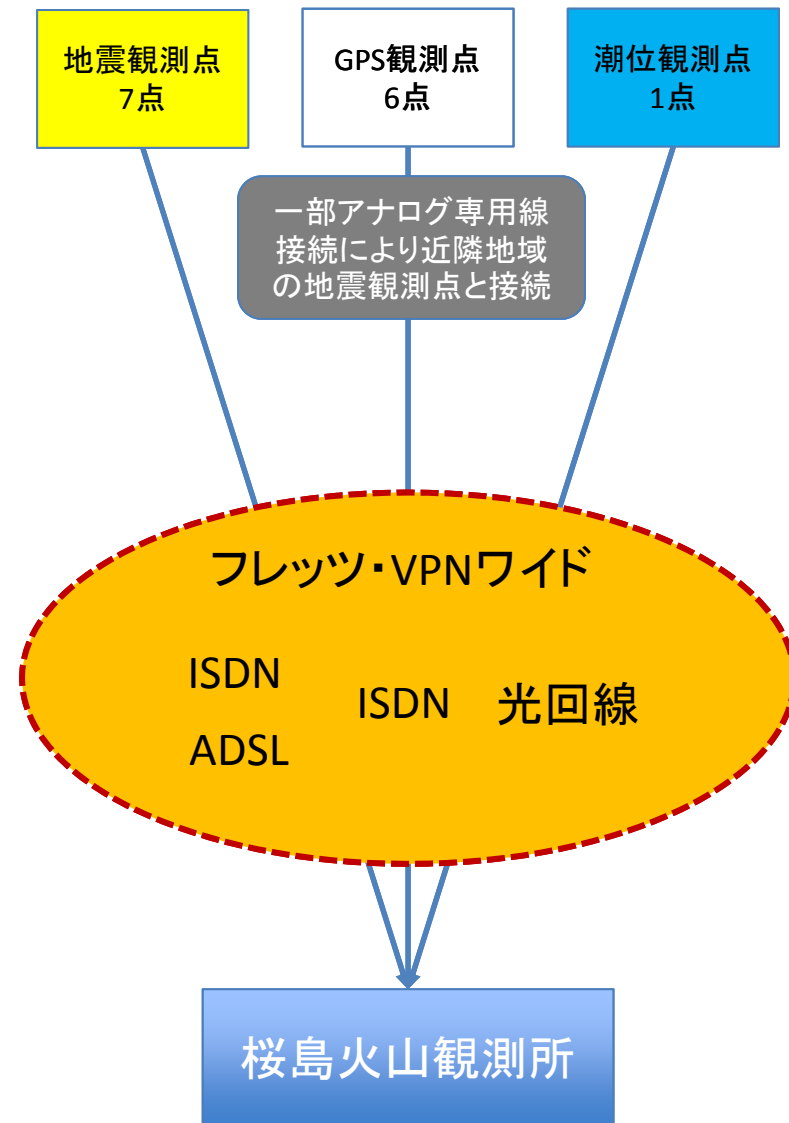 地震観測点
7点
GPS観測点
6点
潮位観測点
1点
一部アナログ専用線
接続により近隣地域
の地震観測点と接続
フレッツ・VPNワイド
ISDN
ADSL
ISDN
光回線
桜島火山観測所